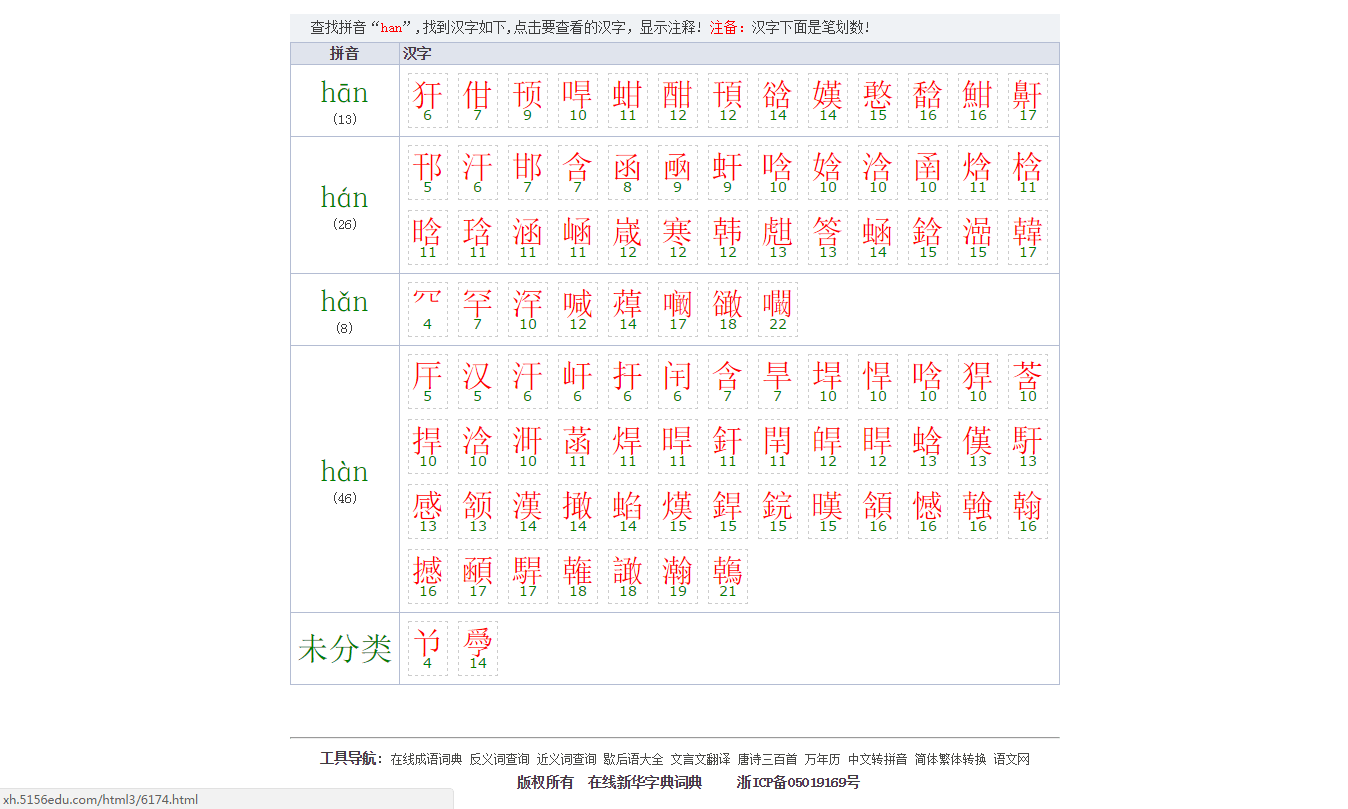 查找拼音“han”,找到汉字如下,点击要查看的汉字，显示注释！注备：汉字下面是笔划数！
拼音 汉字
hān
(13)
犴 佄 顸 哻 蚶 酣 頇 谽 嫨 憨 馠 魽 鼾
6 7 9 10 11 12 12 14 14 15 16 16 17
hán
(26)
邗 汗 邯 含 函 凾 虷 唅 娢 浛 圅 焓 梒
5 6 7 7 8 9 9 10 10 10 10 11 11
晗 琀 涵 崡 嵅 寒 韩 甝 筨 蜬 鋡 澏 韓
11 11 11 11 12 12 12 13 13 14 15 15 17
hǎn
(8)
罕 浫 喊 蔊 㘚
4 7 10 12 14 17 18 22
hàn
(46)
厈 汉 汗 屽 扞 闬 含 旱 垾 悍 唅 猂 莟
5 5 6 6 6 6 7 7 10 10 10 10 10
捍 浛 涆 菡 焊 晘 釬 閈 皔 睅 蛿 傼 馯
10 10 10 11 11 11 11 11 12 12 13 13 13
感 颔 漢 撖 蜭 熯 銲 鋎 暵 頷 憾 螒 翰
13 13 14 14 14 15 15 15 15 16 16 16 16
撼 顄 駻 雗 譀 瀚 鶾
16 17 17 18 18 19 21
未分类
4 14
工具导航： 在线成语词典 反义词查询 近义词查询 歇后语大全 文言文翻译 唐诗三百首 万年历 中文转拼音 简体繁体转换 语文网
版权所有 在线新华字典词典 浙ICP备05019169号
xh.5156edu.com/html3/6174.html